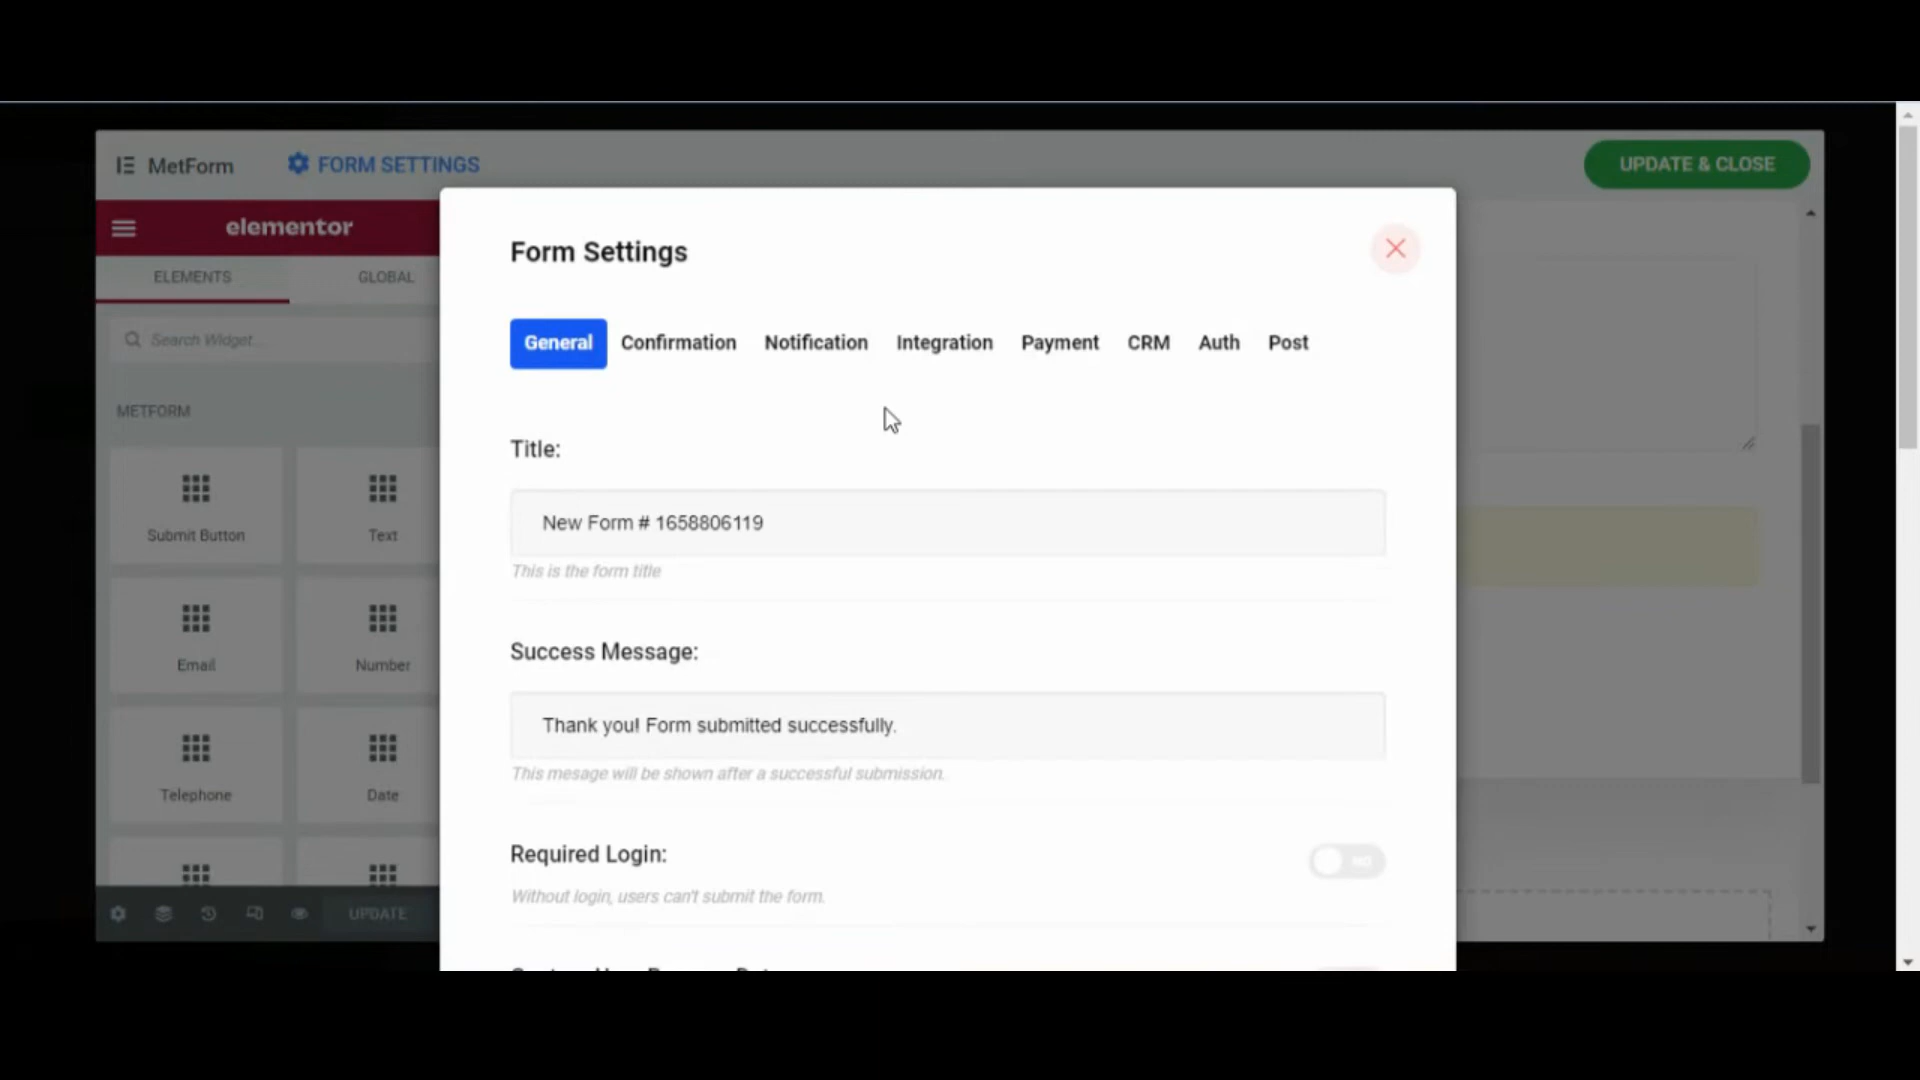 MetForm
FORM SETTINGS
UPDATE & CLOSE
elementor
ELEMENTS
GLOBAL
Search Widget...
METFORM
Submit Button
Text
Email
Number
Telephone
Date
UPDATE
Form Settings
General
Confirmation
Notification
Integration
Payment
CRM
Auth
Post
Title:
New Form # 1658806119
This is the form title
Success Message:
Thank you! Form submitted successfully.
This mesage will be shown after a successful submission.
Required Login:
NO
Without login, users can't submit the form.